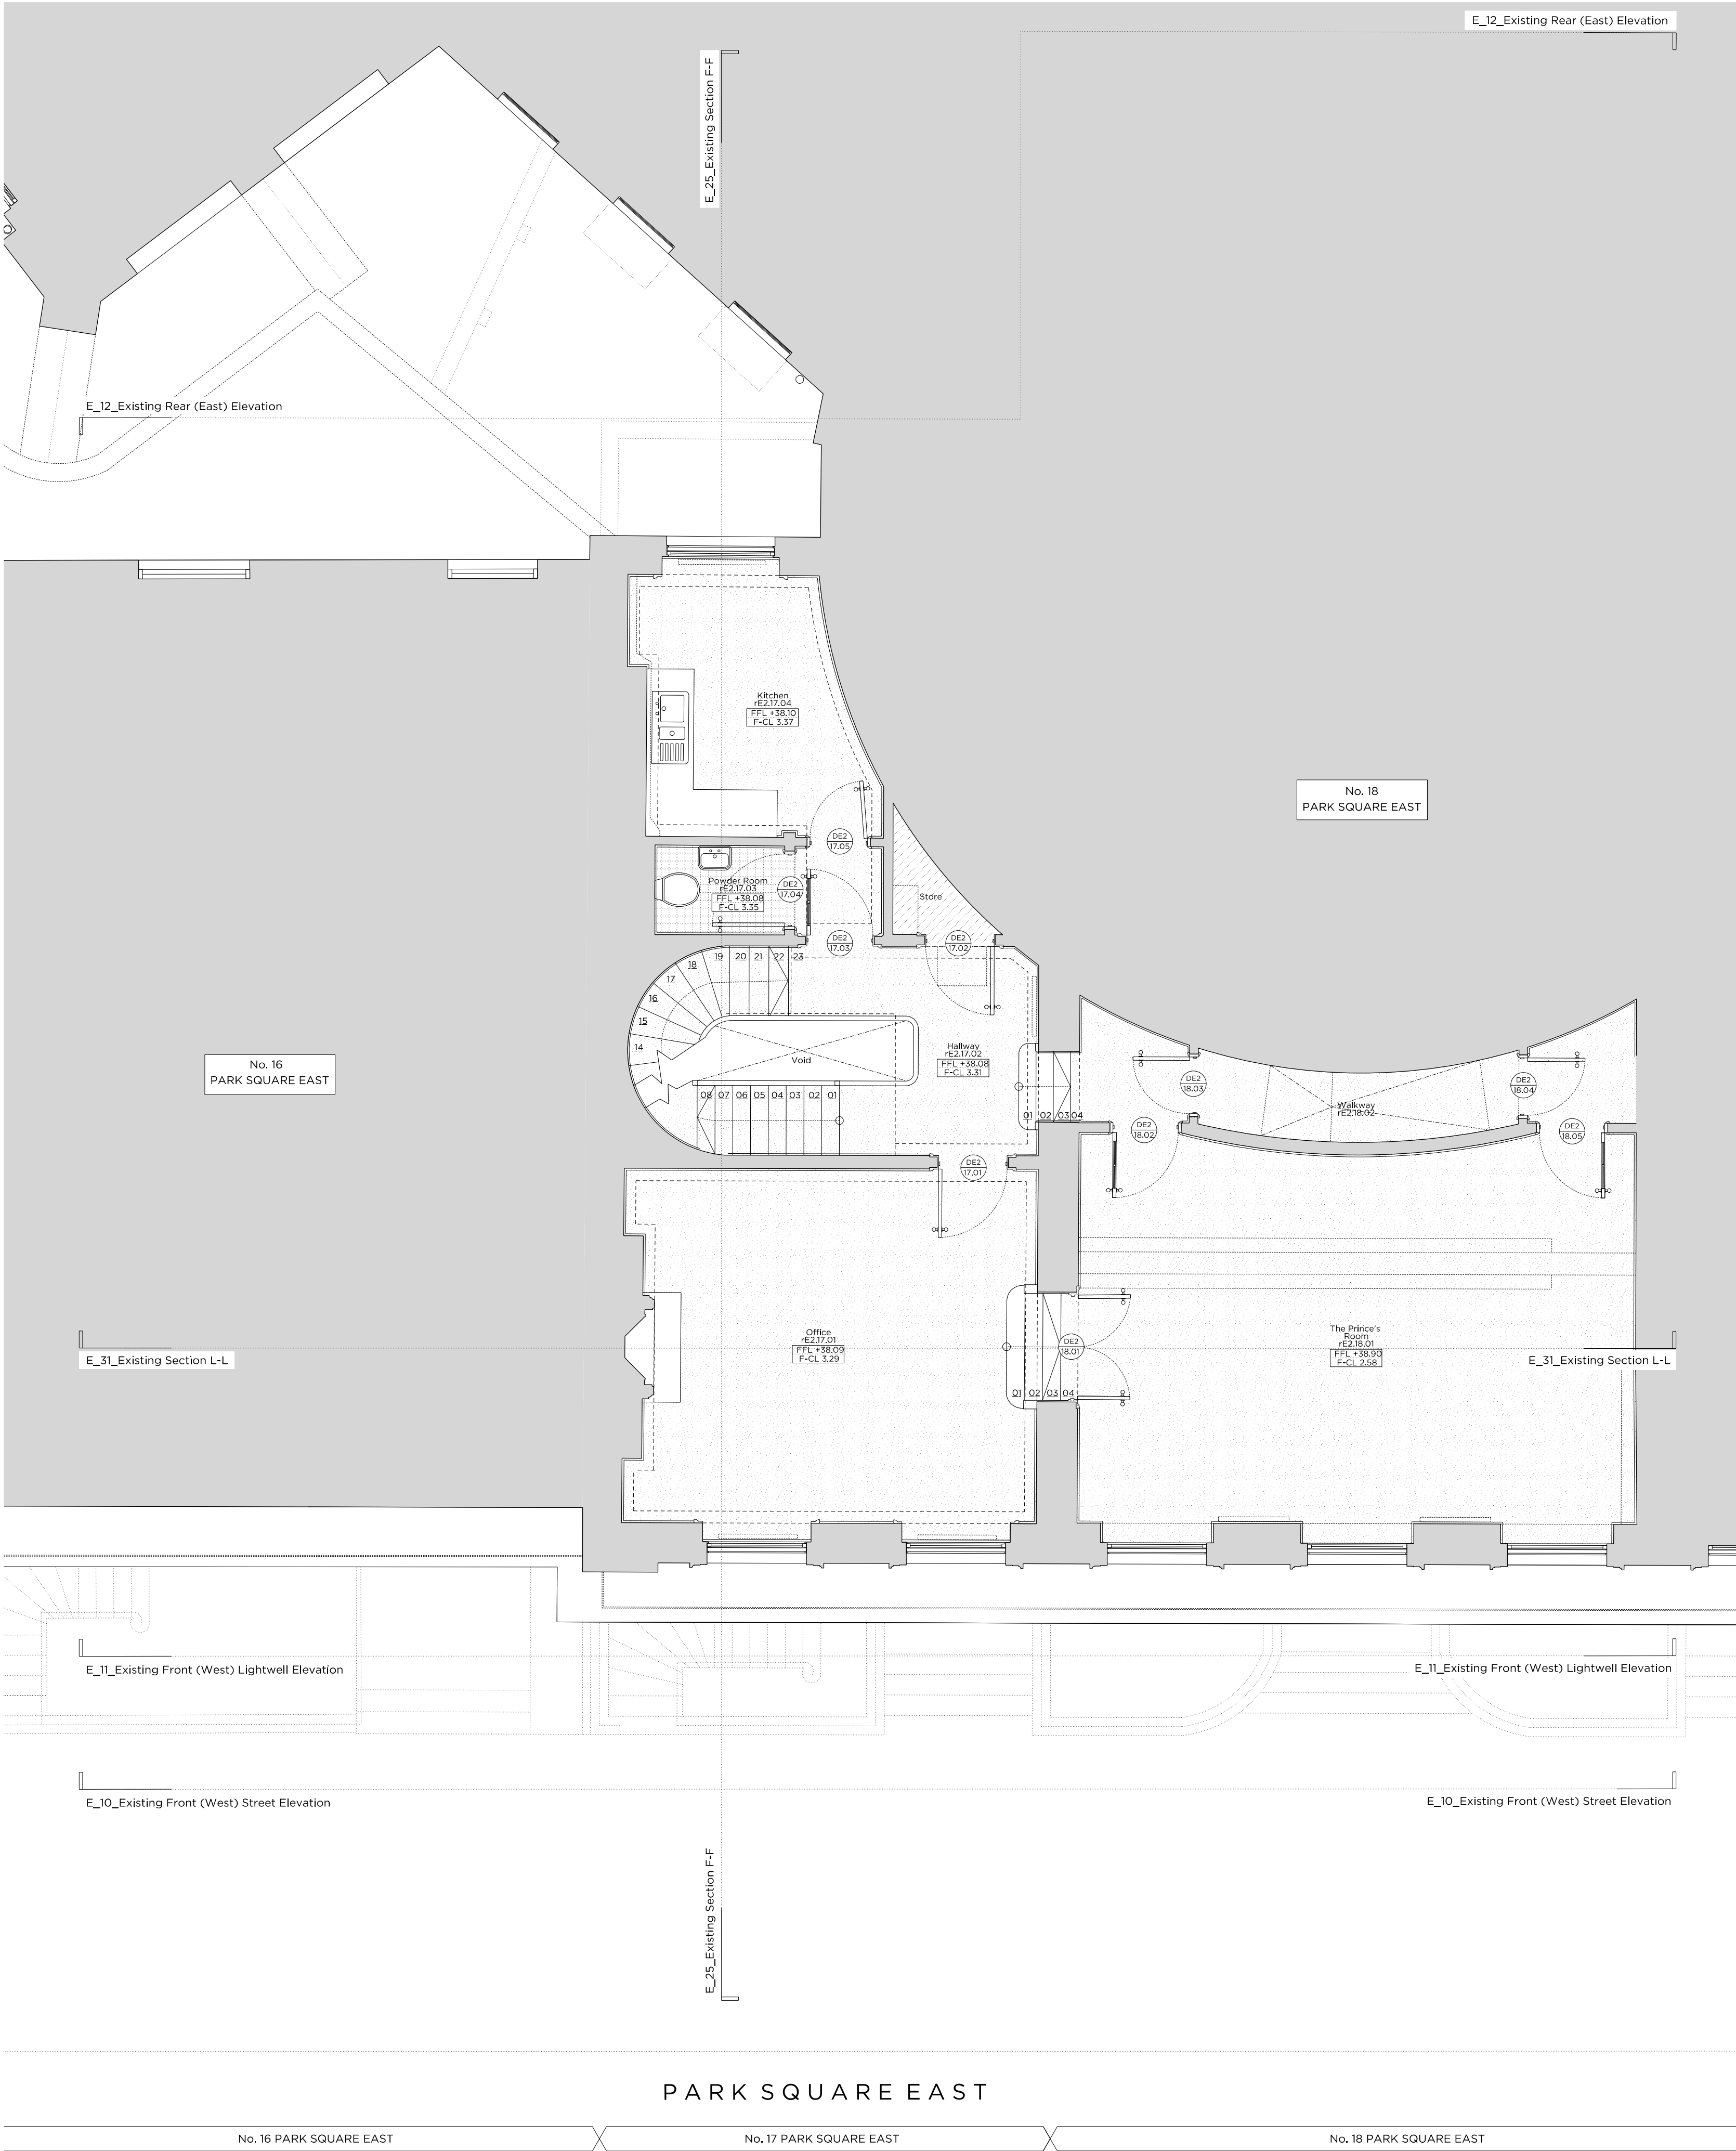 E_12_Existing Rear (East) Elevation
E_25_Existing Section F-F
E_12_Existing Rear (East) Elevation
Kitchen
rE2.17.04
FFL +38.10
F-CL 3.37
No. 18
PARK SQUARE EAST
DE2
17.05
Powder Room
rE2.17.03
FFL +38.08
F-CL 3.35
DE2
17.04
Store
DE2
17.03
DE2
17.02
19 20 21 22 23
18
17
16
15
14
Void
Hallway
rE2.17.02
FFL +38.08
F-CL 3.31
No. 16
PARK SQUARE EAST
08 07 06 05 04 03 02 01
01 02 03 04
DE2
18.03
DE2
18.04
Walkway
rE2.18.02
DE2
18.02
DE2
18.05
DE2
17.01
Office
rE2.17.01
FFL +38.09
F-CL 3.29
DE2
18.01
01 02 03 04
The Prince's
Room
rE2.18.01
FFL +38.90
F-CL 2.58
E_31_Existing Section L-L
E_31_Existing Section L-L
E_11_Existing Front (West) Lightwell Elevation
E_11_Existing Front (West) Lightwell Elevation
E_10_Existing Front (West) Street Elevation
E_10_Existing Front (West) Street Elevation
E_25_Existing Section F-F
PARK SQUARE EAST
No. 16 PARK SQUARE EAST
No. 17 PARK SQUARE EAST
No. 18 PARK SQUARE EAST